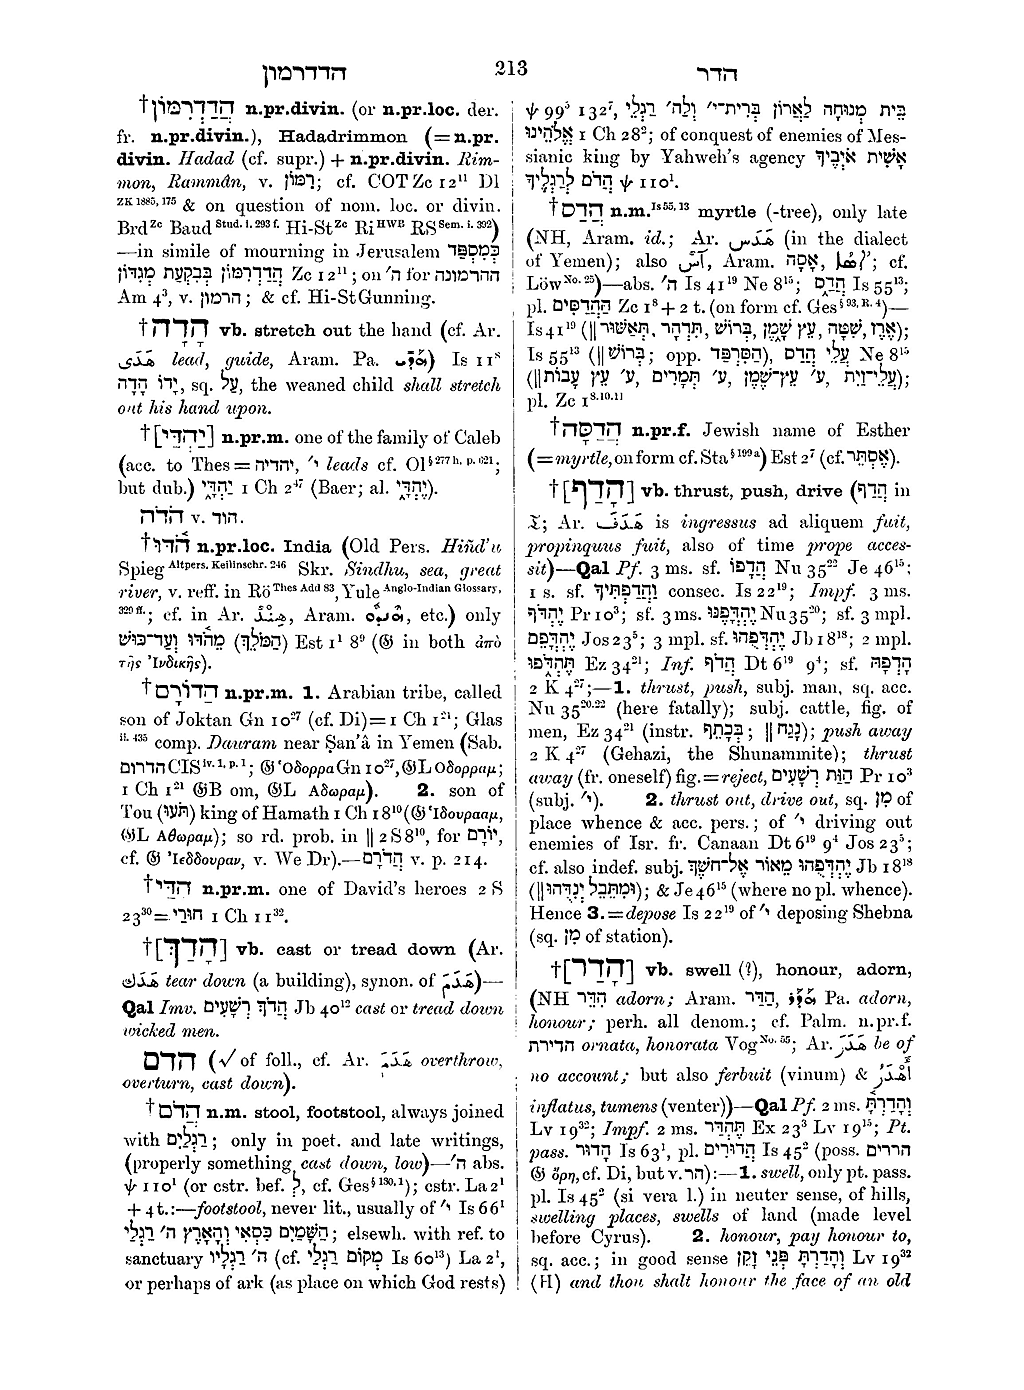 הדדרמון 213 הדר
†הֲדַדְרִמּוֹן n.pr.divin. (or n.pr.loc. der.
fr. n.pr.divin.), Hadadrimmon (=n.pr.
divin. Hadad (cf. supr.) + n.pr.divin. Rim-
mon, Rammân, v. רִמּוֹן; cf. COT Zc 12¹¹ Dl
ZK 1885, 175 & on question of nom. loc. or divin.
Brd Zc Baud Stud. i. 293 f. Hi-St Zc Ri HWB RS Sem. i. 392)
—in simile of mourning in Jerusalem כְּמִסְפַּד
הֲדַדְרִמּוֹן בְּבִקְעַת מְגִדּוֹן Zc 12¹¹; on ה׳ for ההרמונה
Am 4³, v. הרמון; & cf. Hi-St Gunning.
†הָדָה vb. stretch out the hand (cf. Ar.
هَدَى lead, guide, Aram. Pa. ) Is 11⁸
יָדוֹ הָדָה, sq. עַל, the weaned child shall stretch
out his hand upon.
†[יַהְדַּי] n.pr.m. one of the family of Caleb
(acc. to Thes = יהדיה, י׳ leads cf. Ol § 277 h, p. 621;
but dub.) יַהְדָּ֑י 1 Ch 2⁴⁷ (Baer; al. יֶהְדָּ֑י).
הֹדָה v. הוד.
†הֹ֫דּוּ n.pr.loc. India (Old Pers. Hiñd'u
Spieg Altpers. Keilinschr. 246 Skr. Sindhu, sea, great
river, v. reff. in Rö Thes Add 83, Yule Anglo-Indian Glossary,
329 ff.; cf. in Ar. هِنْد, Aram. , etc.) only
מֵהֹ֫דּוּ וְעַד־כּוּשׁ (הַמֹּלֵךְ) Est 1¹ 8⁹ (𝔊 in both ἀπὸ
τῆς Ἰνδικῆς).
†הֲדוֹרָם n.pr.m. 1. Arabian tribe, called
son of Joktan Gn 10²⁷ (cf. Di) = 1 Ch 1²¹; Glas
ii. 435 comp. Dauram near Ṣan'â in Yemen (Sab.
הדורם CIS iv. 1, p. 1; 𝔊 Ὁδορρα Gn 10²⁷, 𝔊L Οδορραμ;
1 Ch 1²¹ 𝔊B om, 𝔊L Αδωραμ). 2. son of
Tou (תֹּעוּ) king of Hamath 1 Ch 18¹⁰ (𝔊 Ἰδουρααμ,
𝔊L Αθωραμ); so rd. prob. in ‖ 2 S 8¹⁰, for יוֹרָם,
cf. 𝔊 Ἰεδδουραν, v. We Dr).—הֲדֹרָם v. p. 214.
†הִדַּי n.pr.m. one of David's heroes 2 S
23³⁰ = חוּרַי 1 Ch 11³².
†[הָדַךְ] vb. cast or tread down (Ar.
هَدَكَ tear down (a building), synon. of هَدَمَ)—
Qal Imv. הֲדֹךְ רְשָׁעִים Jb 40¹² cast or tread down
wicked men.
הדם (√ of foll., cf. Ar. هَدَمَ overthrow,
overturn, cast down).
†הֲדֹם n.m. stool, footstool, always joined
with רַגְלַיִם; only in poet. and late writings,
(properly something cast down, low)—ה׳ abs.
ψ 110¹ (or cstr. bef. לְ, cf. Ges § 130. 1); cstr. La 2¹
+ 4 t.:—footstool, never lit., usually of י׳ Is 66¹
הַשָּׁמַיִם כִּסְאִי וְהָאָרֶץ ה׳ רַגְלָי; elsewh. with ref. to
sanctuary ה׳ רַגְלָיו (cf. מְקוֹם רַגְלַי Is 60¹³) La 2¹,
or perhaps of ark (as place on which God rests)
ψ 99⁵ 132⁷, בֵּית מְנוּחָה לַאֲרוֹן בְּרִית־י׳ וְלַה׳ רַגְלֵי
אֱלֹהֵינוּ 1 Ch 28²; of conquest of enemies of Mes-
sianic king by Yahweh's agency אָשִׁית אֹיְבֶיךָ
הֲדֹם לְרַגְלֶיךָ ψ 110¹.
†הֲדַס n.m. Is 55, 13 myrtle (-tree), only late
(NH, Aram. id.; Ar. هَدَس (in the dialect
of Yemen); also آس, Aram. אָסָה, ; cf.
Löw No. 25)—abs. ה׳ Is 41¹⁹ Ne 8¹⁵; הֲדָ֑ס Is 55¹³;
pl. הֲדַסִּים Zc 1⁸ + 2 t. (on form cf. Ges § 93, R. 4)—
Is 41¹⁹ (‖ אֶרֶז, שִׁטָּה, עֵץ שָׁ֑מֶן, בְּרוֹשׁ, תִּדְהָר, תְּאַשּׁוּר);
Is 55¹³ (‖ בְּרוֹשׁ; opp. הַסִּרְפַּד), עֲלֵי הֲדַס Ne 8¹⁵
(‖ עֲלֵי־זַיִת, ע׳ עֵץ־שֶׁמֶן, ע׳ תְּמָרִים, ע׳ עֵץ עָבוֹת);
pl. Zc 1⁸·¹⁰·¹¹
†הֲדַסָּה n.pr.f. Jewish name of Esther
(= myrtle, on form cf. Sta § 199 a) Est 2⁷ (cf. אֶסְתֵּר).
†[הָדַף] vb. thrust, push, drive (הֲדַף in
𝔗; Ar. هَدَفَ is ingressus ad aliquem fuit,
propinquus fuit, also of time prope acces-
sit)—Qal Pf. 3 ms. sf. הֲדָפוֹ Nu 35²² Je 46¹⁵;
1 s. sf. וַהֲדַפְתִּיךָ consec. Is 22¹⁹; Impf. 3 ms.
יֶהְדֹּף Pr 10³; sf. 3 ms. יֶהְדֳּפֶנּוּ Nu 35²⁰; sf. 3 mpl.
יֶהְדֳּפֵם Jos 23⁵; 3 mpl. sf. יֶהְדְּפֻהוּ Jb 18¹⁸; 2 mpl.
תֶּהְדֹּ֑פוּ Ez 34²¹; Inf. הֲדֹף Dt 6¹⁹ 9⁴; sf. הָדְפָהּ
2 K 4²⁷;—1. thrust, push, subj. man, sq. acc.
Nu 35²⁰·²² (here fatally); subj. cattle, fig. of
men, Ez 34²¹ (instr. בְּכָתֵף; ‖ נִגַּח); push away
2 K 4²⁷ (Gehazi, the Shunammite); thrust
away (fr. oneself) fig. = reject, הַוַּת רְשָׁעִים Pr 10³
(subj. י׳). 2. thrust out, drive out, sq. מִן of
place whence & acc. pers.; of י׳ driving out
enemies of Isr. fr. Canaan Dt 6¹⁹ 9⁴ Jos 23⁵;
cf. also indef. subj. יֶהְדְּפֻהוּ מֵאוֹר אֶל־חשֶׁךְ Jb 18¹⁸
(‖ וּמִתֵּבֵל יְנִדֻּהוּ); & Je 46¹⁵ (where no pl. whence).
Hence 3. = depose Is 22¹⁹ of י׳ deposing Shebna
(sq. מִן of station).
†[הָדַר] vb. swell (?), honour, adorn,
(NH הִדֵּר adorn; Aram. הַדַּר, Pa. adorn,
honour; perh. all denom.; cf. Palm. n.pr.f.
הדירת ornata, honorata Vog No. 55; Ar. هَدَرَ be of
no account; but also ferbuit (vinum) & أَهْدَرُ
inflatus, tumens (venter))—Qal Pf. 2 ms. וְהָדַרְתָּ
Lv 19³²; Impf. 2 ms. תֶּהְדַּר Ex 23³ Lv 19¹⁵; Pt.
pass. הָדוּר Is 63¹, pl. הֲדוּרִים Is 45² (poss. הררים
𝔊 ὄρη, cf. Di, but v. הר):—1. swell, only pt. pass.
pl. Is 45² (si vera l.) in neuter sense, of hills,
swelling places, swells of land (made level
before Cyrus). 2. honour, pay honour to,
sq. acc.; in good sense וְהָדַרְתָּ פְּנֵי זָקֵן Lv 19³²
(H) and thou shalt honour the face of an old